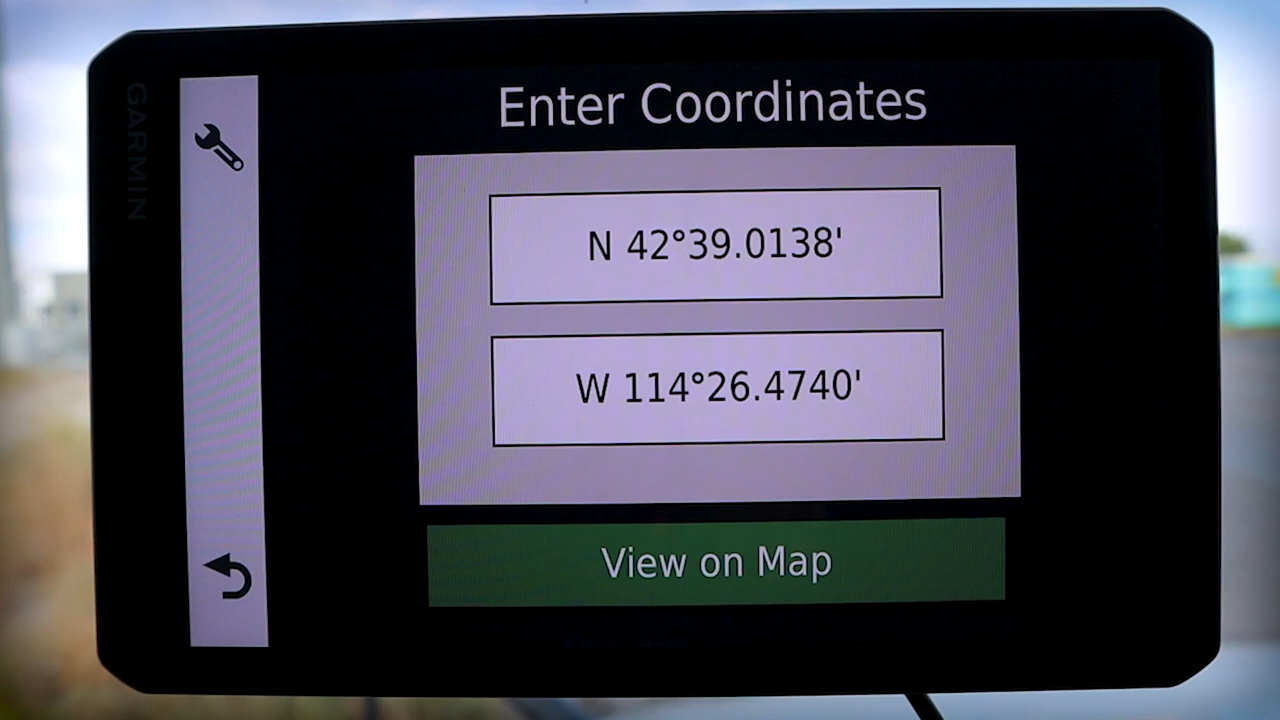 GARMIN
Enter Coordinates
N 42°39.0138'
W 114°26.4740'
View on Map